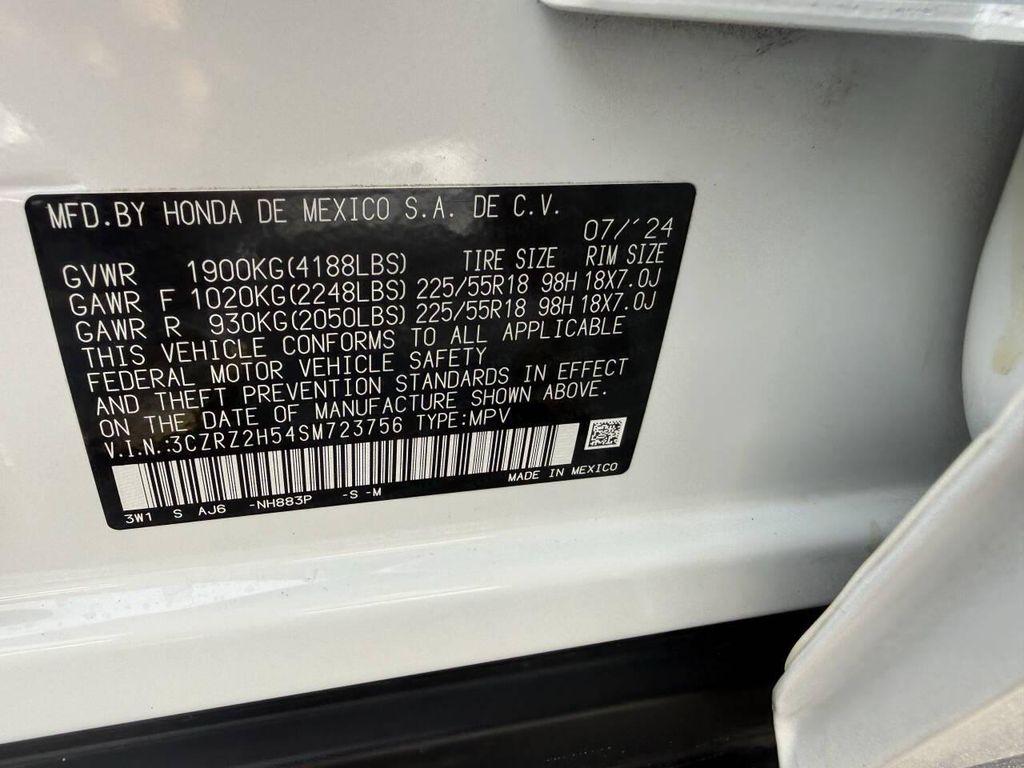 MFD.BY HONDA DE MEXICO S.A. DE C.V.
07/´24
GVWR 1900KG(4188LBS) TIRE SIZE RIM SIZE
GAWR F 1020KG(2248LBS) 225/55R18 98H 18X7.0J
GAWR R 930KG(2050LBS) 225/55R18 98H 18X7.0J
THIS VEHICLE CONFORMS TO ALL APPLICABLE
FEDERAL MOTOR VEHICLE SAFETY
AND THEFT PREVENTION STANDARDS IN EFFECT
ON THE DATE OF MANUFACTURE SHOWN ABOVE.
V.I.N.:3CZRZ2H54SM723756 TYPE:MPV
MADE IN MEXICO
3W1 S AJ6 -NH883P -S -M